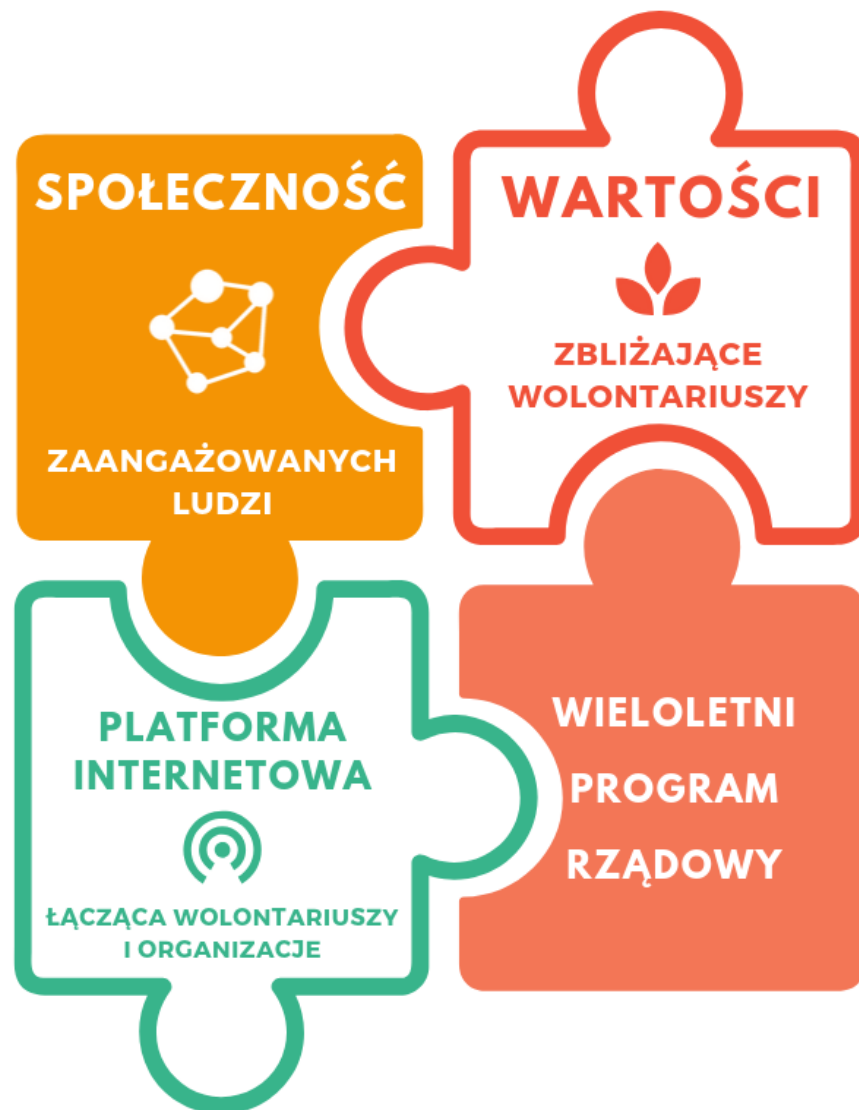 SPOŁECZNOŚĆ
ZAANGAŻOWANYCH
LUDZI
WARTOŚCI
ZBLIŻAJĄCE
WOLONTARIUSZY
PLATFORMA
INTERNETOWA
ŁĄCZĄCA WOLONTARIUSZY
I ORGANIZACJE
WIELOLETNI
PROGRAM
RZĄDOWY